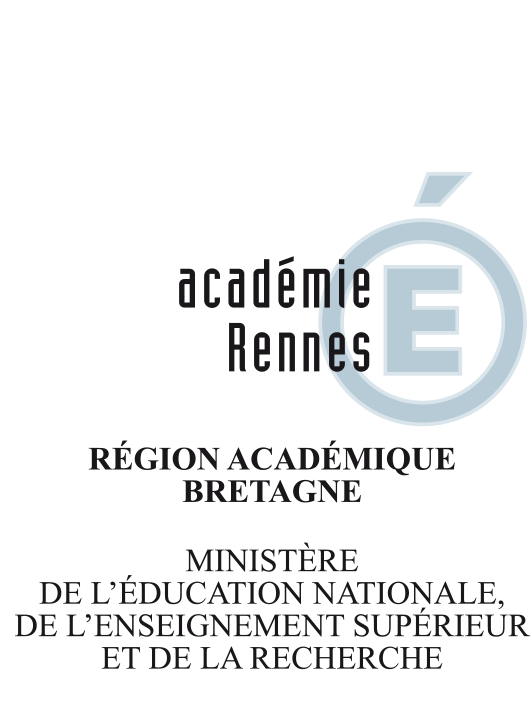 académie
Rennes
É
RÉGION ACADÉMIQUE
BRETAGNE
MINISTÈRE
DE L’ÉDUCATION NATIONALE,
DE L’ENSEIGNEMENT SUPÉRIEUR
ET DE LA RECHERCHE